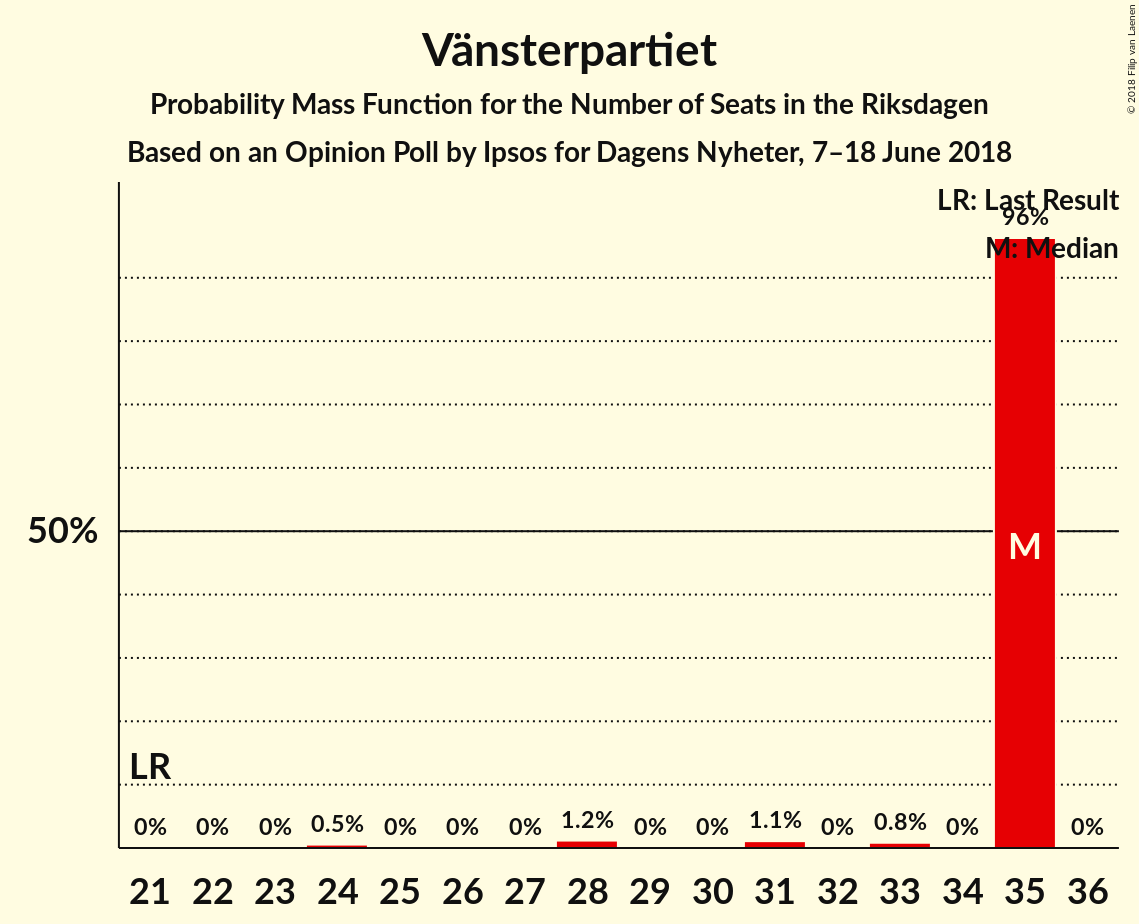 Vänsterpartiet
Probability Mass Function for the Number of Seats in the Riksdagen
Based on an Opinion Poll by Ipsos for Dagens Nyheter, 7–18 June 2018
© 2018 Filip van Laenen
LR: Last Result
96%
M: Median
50%
M
LR
0% 0% 0% 0.5% 0% 0% 0% 1.2% 0% 0% 1.1% 0% 0.8% 0% 0%
21 22 23 24 25 26 27 28 29 30 31 32 33 34 35 36